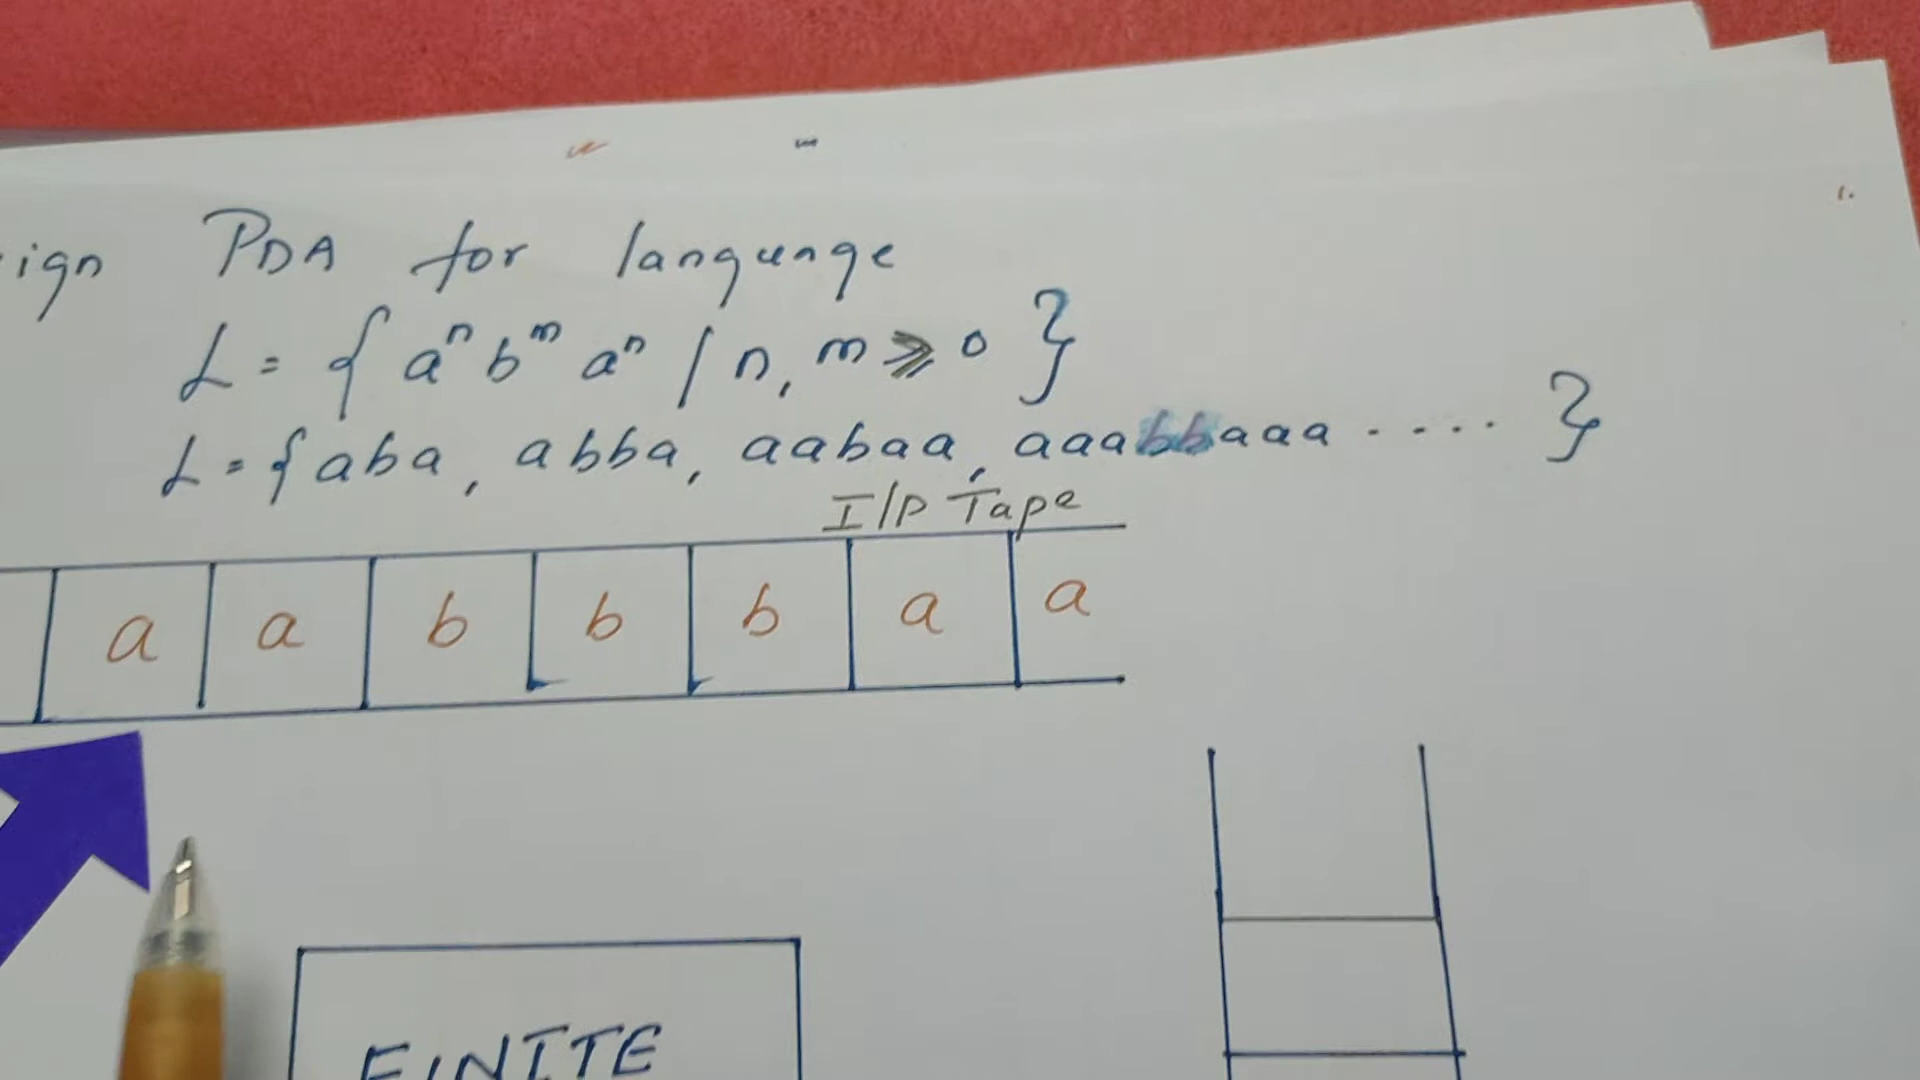 ign PDA for language
L = { aⁿ bᵐ aⁿ / n, m ⩾ 0 }
L = { aba, abba, aabaa, aaabbaaa ..... }
I/P Tape
a a b b b a a
FINITE